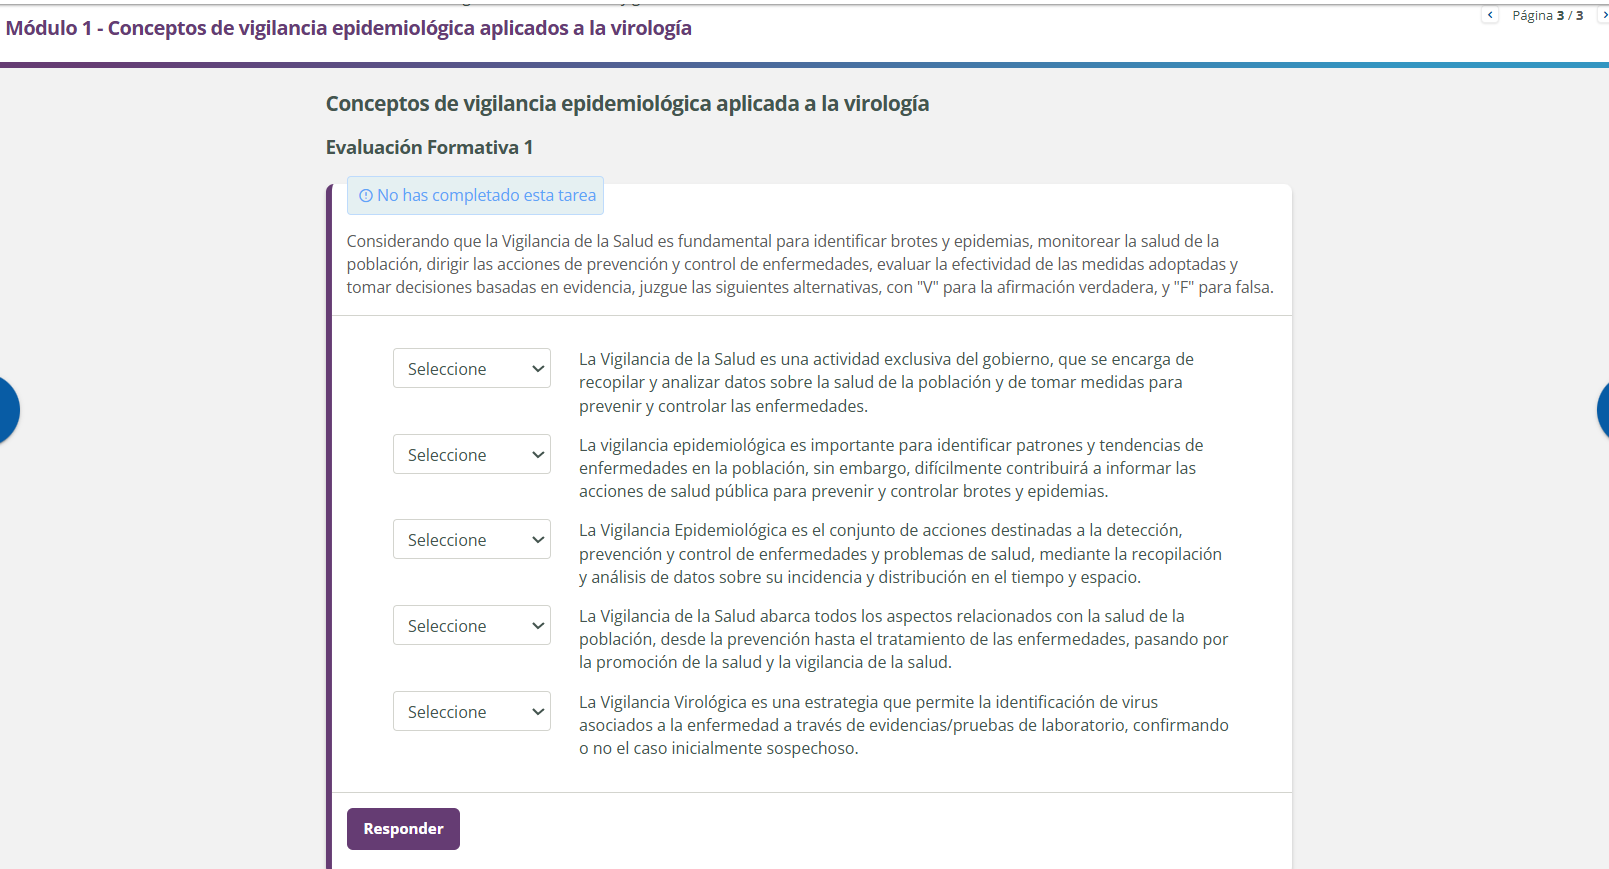 Módulo 1 - Conceptos de vigilancia epidemiológica aplicados a la virología
Página 3 / 3
Conceptos de vigilancia epidemiológica aplicada a la virología
Evaluación Formativa 1
No has completado esta tarea
Considerando que la Vigilancia de la Salud es fundamental para identificar brotes y epidemias, monitorear la salud de la
población, dirigir las acciones de prevención y control de enfermedades, evaluar la efectividad de las medidas adoptadas y
tomar decisiones basadas en evidencia, juzgue las siguientes alternativas, con "V" para la afirmación verdadera, y "F" para falsa.
Seleccione
La Vigilancia de la Salud es una actividad exclusiva del gobierno, que se encarga de
recopilar y analizar datos sobre la salud de la población y de tomar medidas para
prevenir y controlar las enfermedades.
Seleccione
La vigilancia epidemiológica es importante para identificar patrones y tendencias de
enfermedades en la población, sin embargo, difícilmente contribuirá a informar las
acciones de salud pública para prevenir y controlar brotes y epidemias.
Seleccione
La Vigilancia Epidemiológica es el conjunto de acciones destinadas a la detección,
prevención y control de enfermedades y problemas de salud, mediante la recopilación
y análisis de datos sobre su incidencia y distribución en el tiempo y espacio.
Seleccione
La Vigilancia de la Salud abarca todos los aspectos relacionados con la salud de la
población, desde la prevención hasta el tratamiento de las enfermedades, pasando por
la promoción de la salud y la vigilancia de la salud.
Seleccione
La Vigilancia Virológica es una estrategia que permite la identificación de virus
asociados a la enfermedad a través de evidencias/pruebas de laboratorio, confirmando
o no el caso inicialmente sospechoso.
Responder